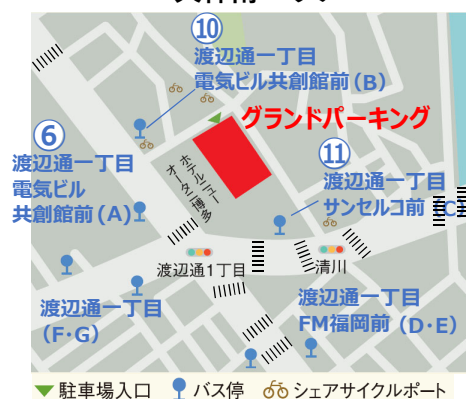 ⑩
渡辺通一丁目
電気ビル共創館前(B)
グランドパーキング
⑥
渡辺通一丁目
電気ビル
共創館前(A)
ホテルニュー
オータニ博多
⑪
渡辺通一丁目
サンセルコ前(C)
渡辺通1丁目
清川
渡辺通一丁目
(F・G)
渡辺通一丁目
FM福岡前(D・E)
駐車場入口
バス停
シェアサイクルポート